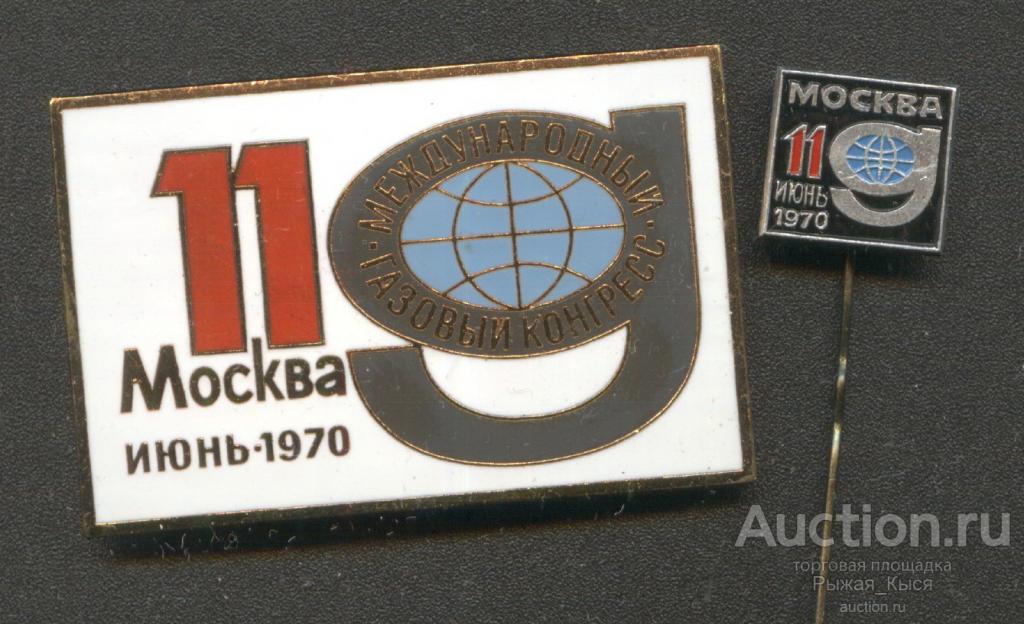 11
МЕЖДУНАРОДНЫЙ
ГАЗОВЫЙ КОНГРЕСС
Москва
ИЮНЬ·1970
МОСКВА
11
ИЮНЬ
1970
Auction.ru
торговая площадка
Рыжая_Кыся
auction.ru